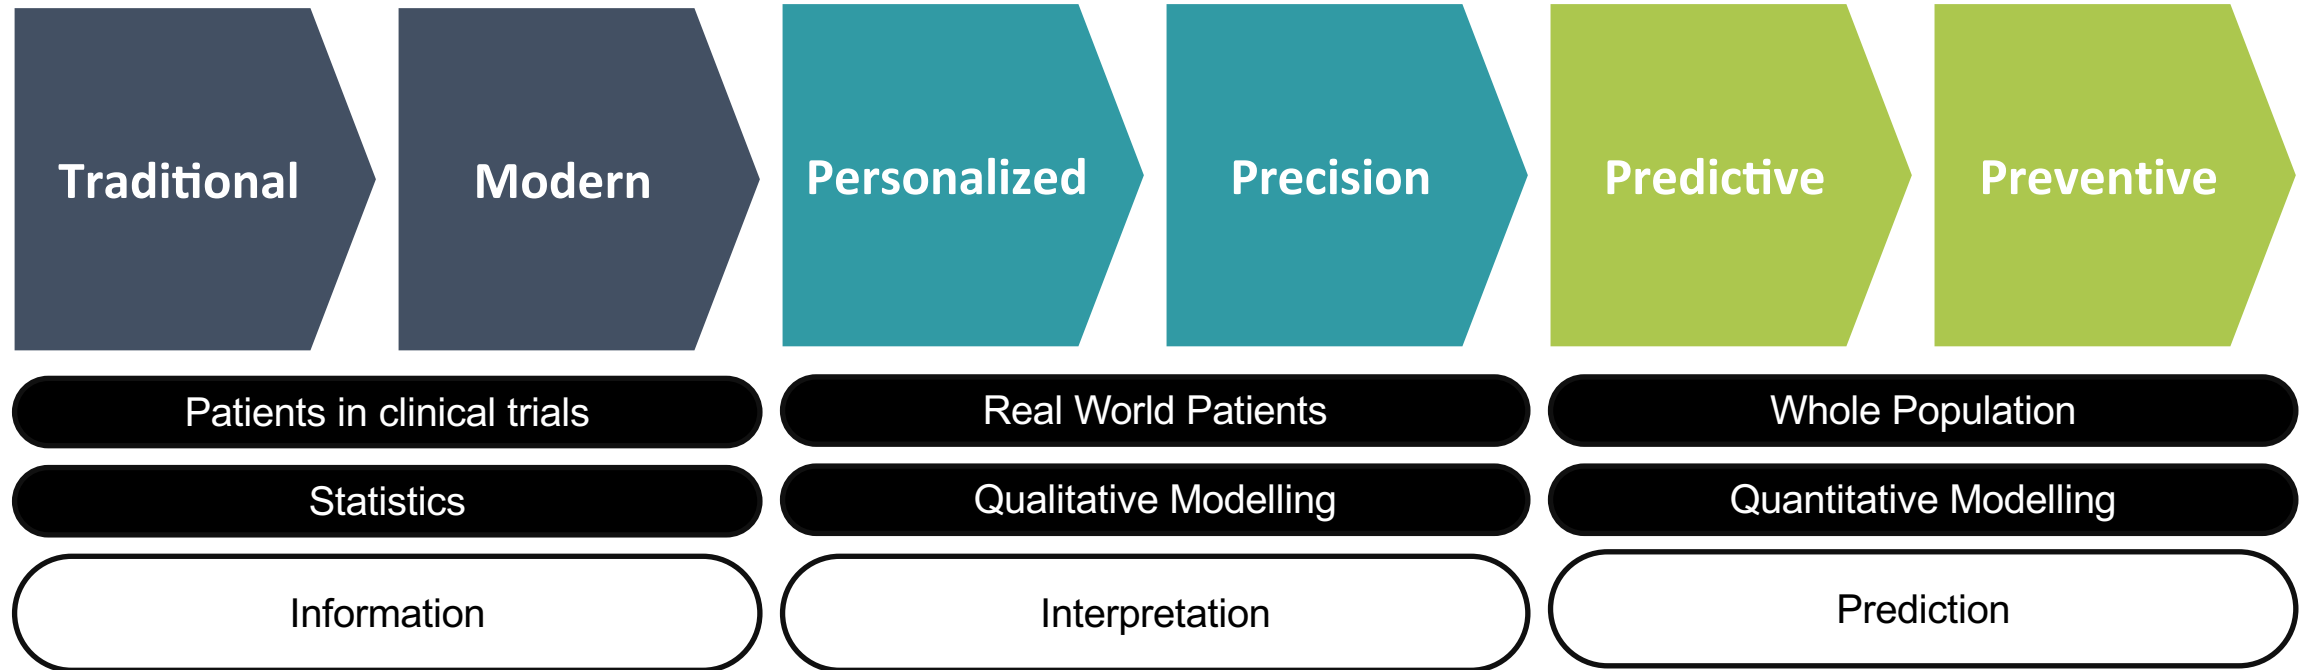 Traditional
Modern
Personalized
Precision
Predictive
Preventive
Patients in clinical trials
Real World Patients
Whole Population
Statistics
Qualitative Modelling
Quantitative Modelling
Information
Interpretation
Prediction